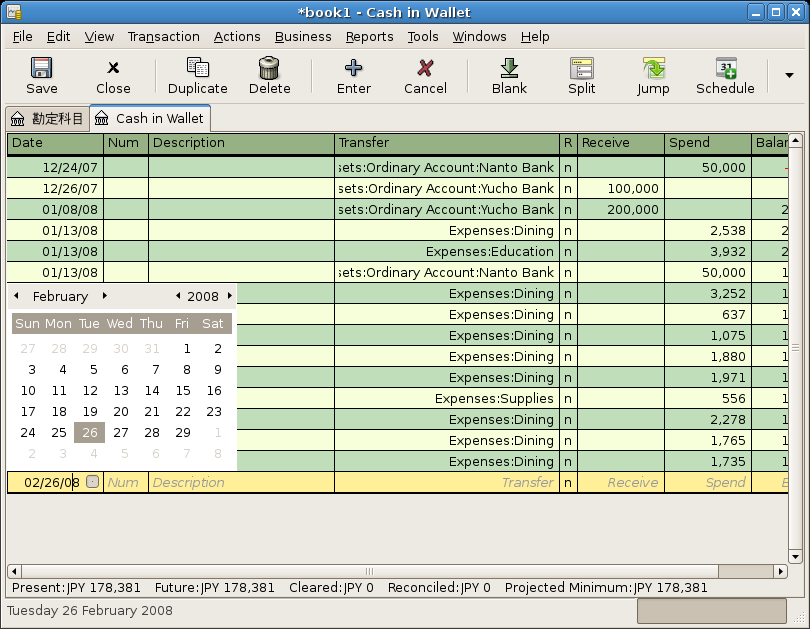 *book1 - Cash in Wallet
File Edit View Transaction Actions Business Reports Tools Windows Help
Save Close Duplicate Delete Enter Cancel Blank Split Jump Schedule
勘定科目 Cash in Wallet
Date Num Description Transfer R Receive Spend Balar
12/24/07 sets:Ordinary Account:Nanto Bank n 50,000 -
12/26/07 sets:Ordinary Account:Yucho Bank n 100,000
01/08/08 sets:Ordinary Account:Yucho Bank n 200,000 2
01/13/08 Expenses:Dining n 2,538 2
01/13/08 Expenses:Education n 3,932 2
01/13/08 sets:Ordinary Account:Nanto Bank n 50,000 1
February 2008 Expenses:Dining n 3,252 1
Sun Mon Tue Wed Thu Fri Sat Expenses:Dining n 637 1
27 28 29 30 31 1 2 Expenses:Dining n 1,075 1
3 4 5 6 7 8 9 Expenses:Dining n 1,880 1
10 11 12 13 14 15 16 Expenses:Dining n 1,971 1
17 18 19 20 21 22 23 Expenses:Supplies n 556 1
24 25 26 27 28 29 1 Expenses:Dining n 2,278 1
2 3 4 5 6 7 8 Expenses:Dining n 1,765 1
Expenses:Dining n 1,735 1
02/26/08 Num Description Transfer n Receive Spend
Present:JPY 178,381 Future:JPY 178,381 Cleared:JPY 0 Reconciled:JPY 0 Projected Minimum:JPY 178,381
Tuesday 26 February 2008